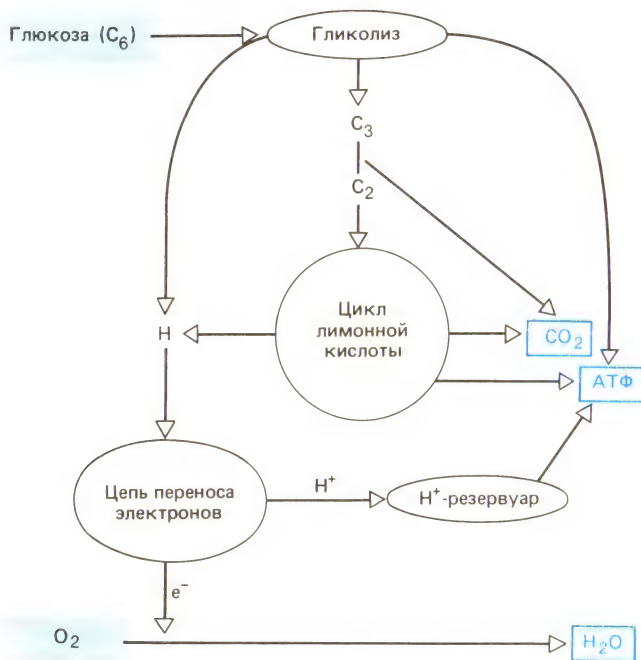 Глюкоза (C₆)
Гликолиз
C₃
C₂
Цикл
лимонной
кислоты
H
CO₂
АТФ
Цепь переноса
электронов
H⁺
H⁺-резервуар
e⁻
O₂
H₂O